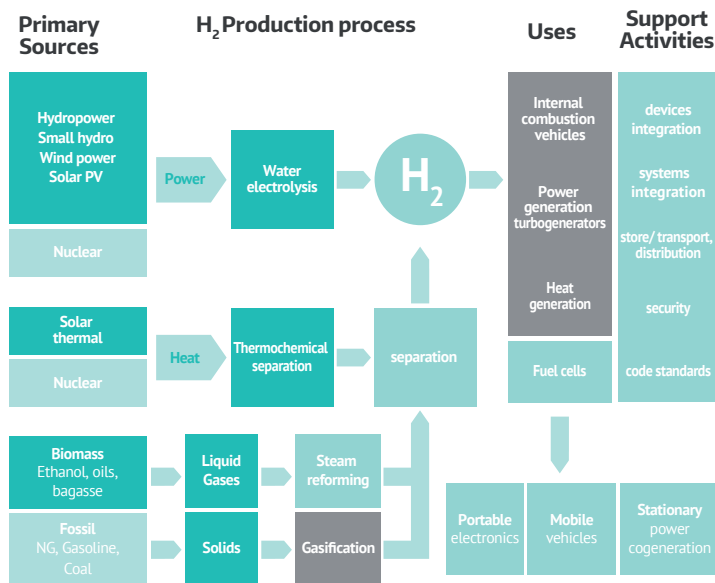 Primary
Sources
H2 Production process
Uses
Support
Activities
Hydropower
Small hydro
Wind power
Solar PV
Nuclear
Power
Water
electrolysis
H2
Internal
combustion
vehicles
Power
generation
turbogenerators
Heat
generation
Fuel cells
devices
integration
systems
integration
store/ transport,
distribution
security
code standards
Solar
thermal
Nuclear
Heat
Thermochemical
separation
separation
Biomass
Ethanol, oils,
bagasse
Liquid
Gases
Steam
reforming
Fossil
NG, Gasoline,
Coal
Solids
Gasification
Portable
electronics
Mobile
vehicles
Stationary
power
cogeneration